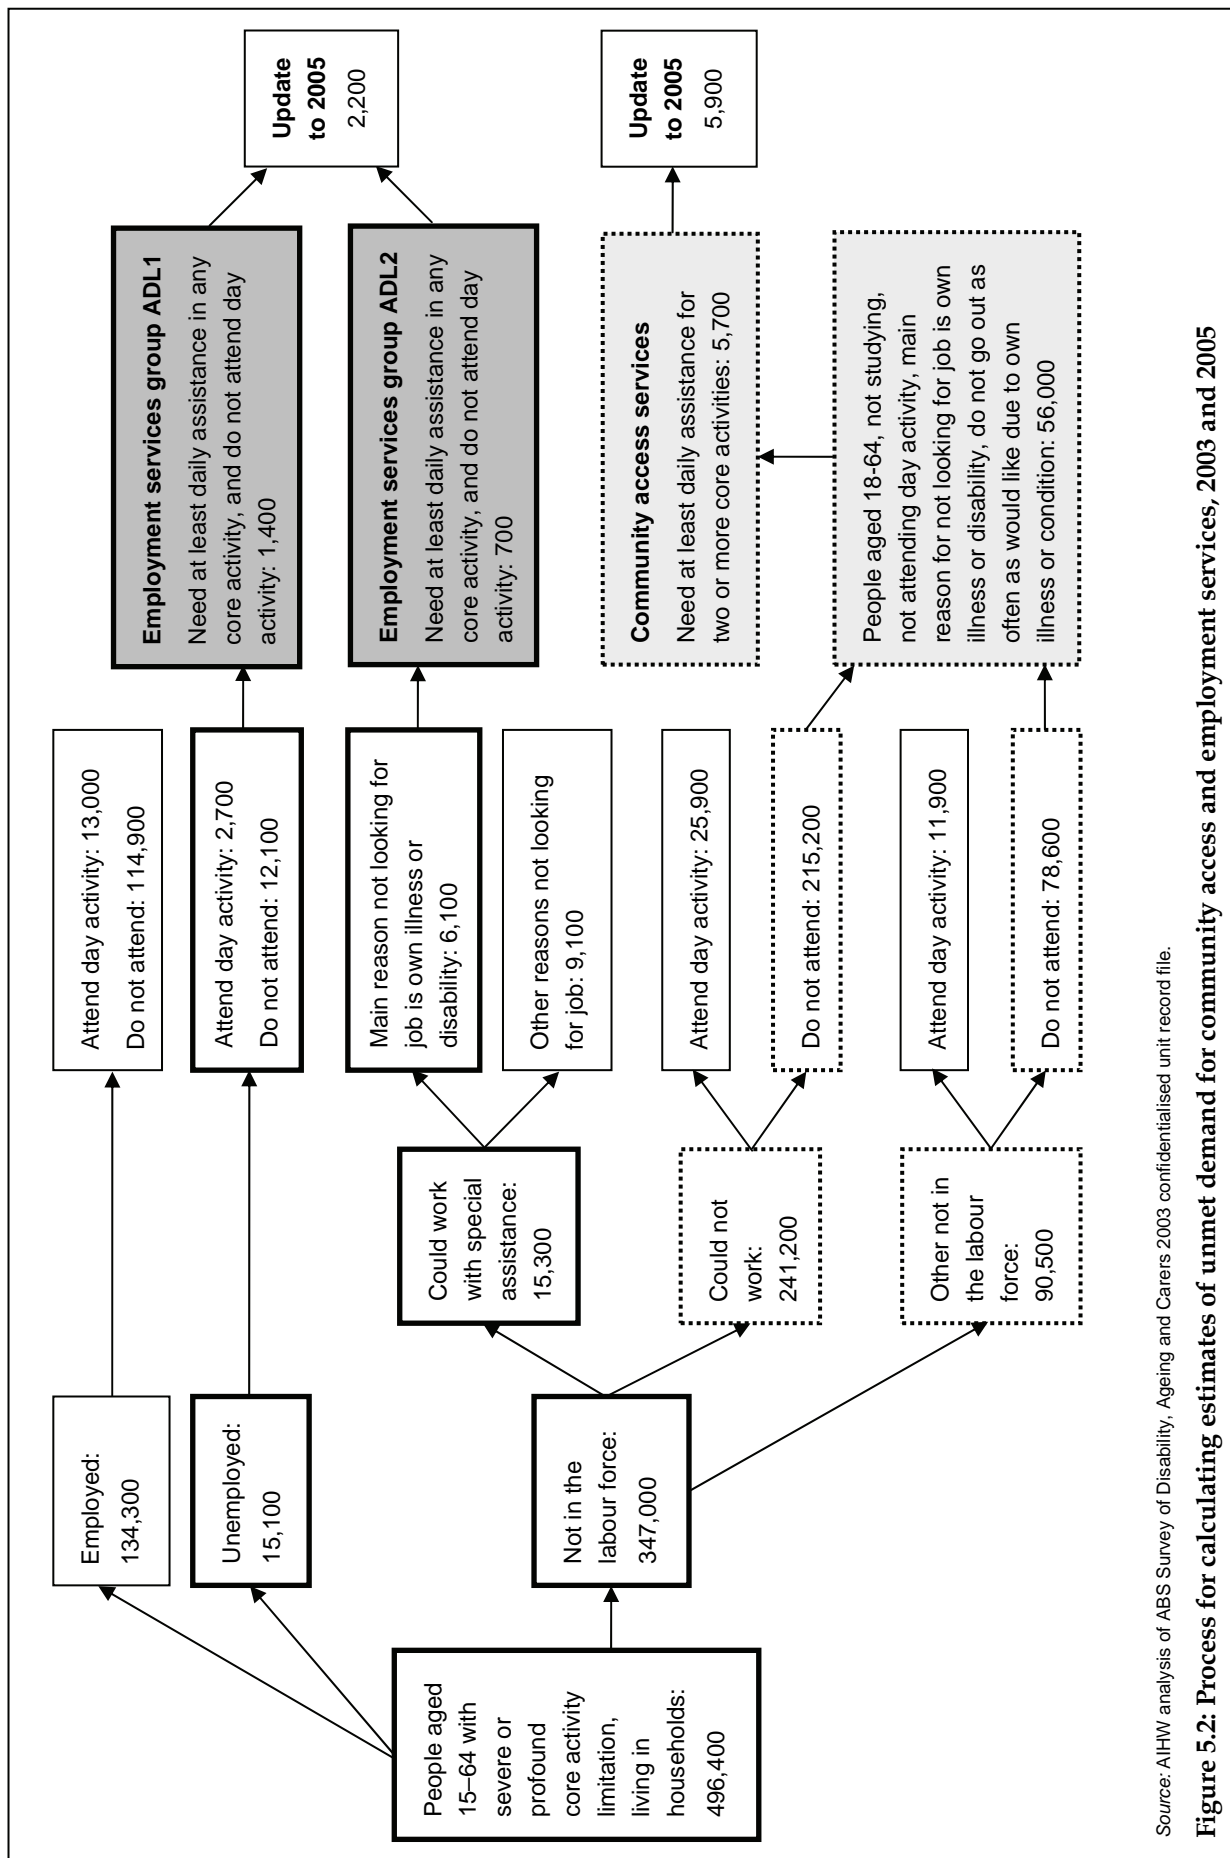 People aged
15–64 with
severe or
profound
core activity
limitation,
living in
households:
496,400
Employed:
134,300
Unemployed:
15,100
Not in the
labour force:
347,000
Could work
with special
assistance:
15,300
Could not
work:
241,200
Other not in
the labour
force:
90,500
Attend day activity: 13,000
Do not attend: 114,900
Attend day activity: 2,700
Do not attend: 12,100
Main reason not looking for
job is own illness or
disability: 6,100
Other reasons not looking
for job: 9,100
Attend day activity: 25,900
Do not attend: 215,200
Attend day activity: 11,900
Do not attend: 78,600
Employment services group ADL1
Need at least daily assistance in any
core activity, and do not attend day
activity: 1,400
Employment services group ADL2
Need at least daily assistance in any
core activity, and do not attend day
activity: 700
Community access services
Need at least daily assistance for
two or more core activities: 5,700
People aged 18-64, not studying,
not attending day activity, main
reason for not looking for job is own
illness or disability, do not go out as
often as would like due to own
illness or condition: 56,000
Update
to 2005
2,200
Update
to 2005
5,900
Source: AIHW analysis of ABS Survey of Disability, Ageing and Carers 2003 confidentialised unit record file.
Figure 5.2: Process for calculating estimates of unmet demand for community access and employment services, 2003 and 2005